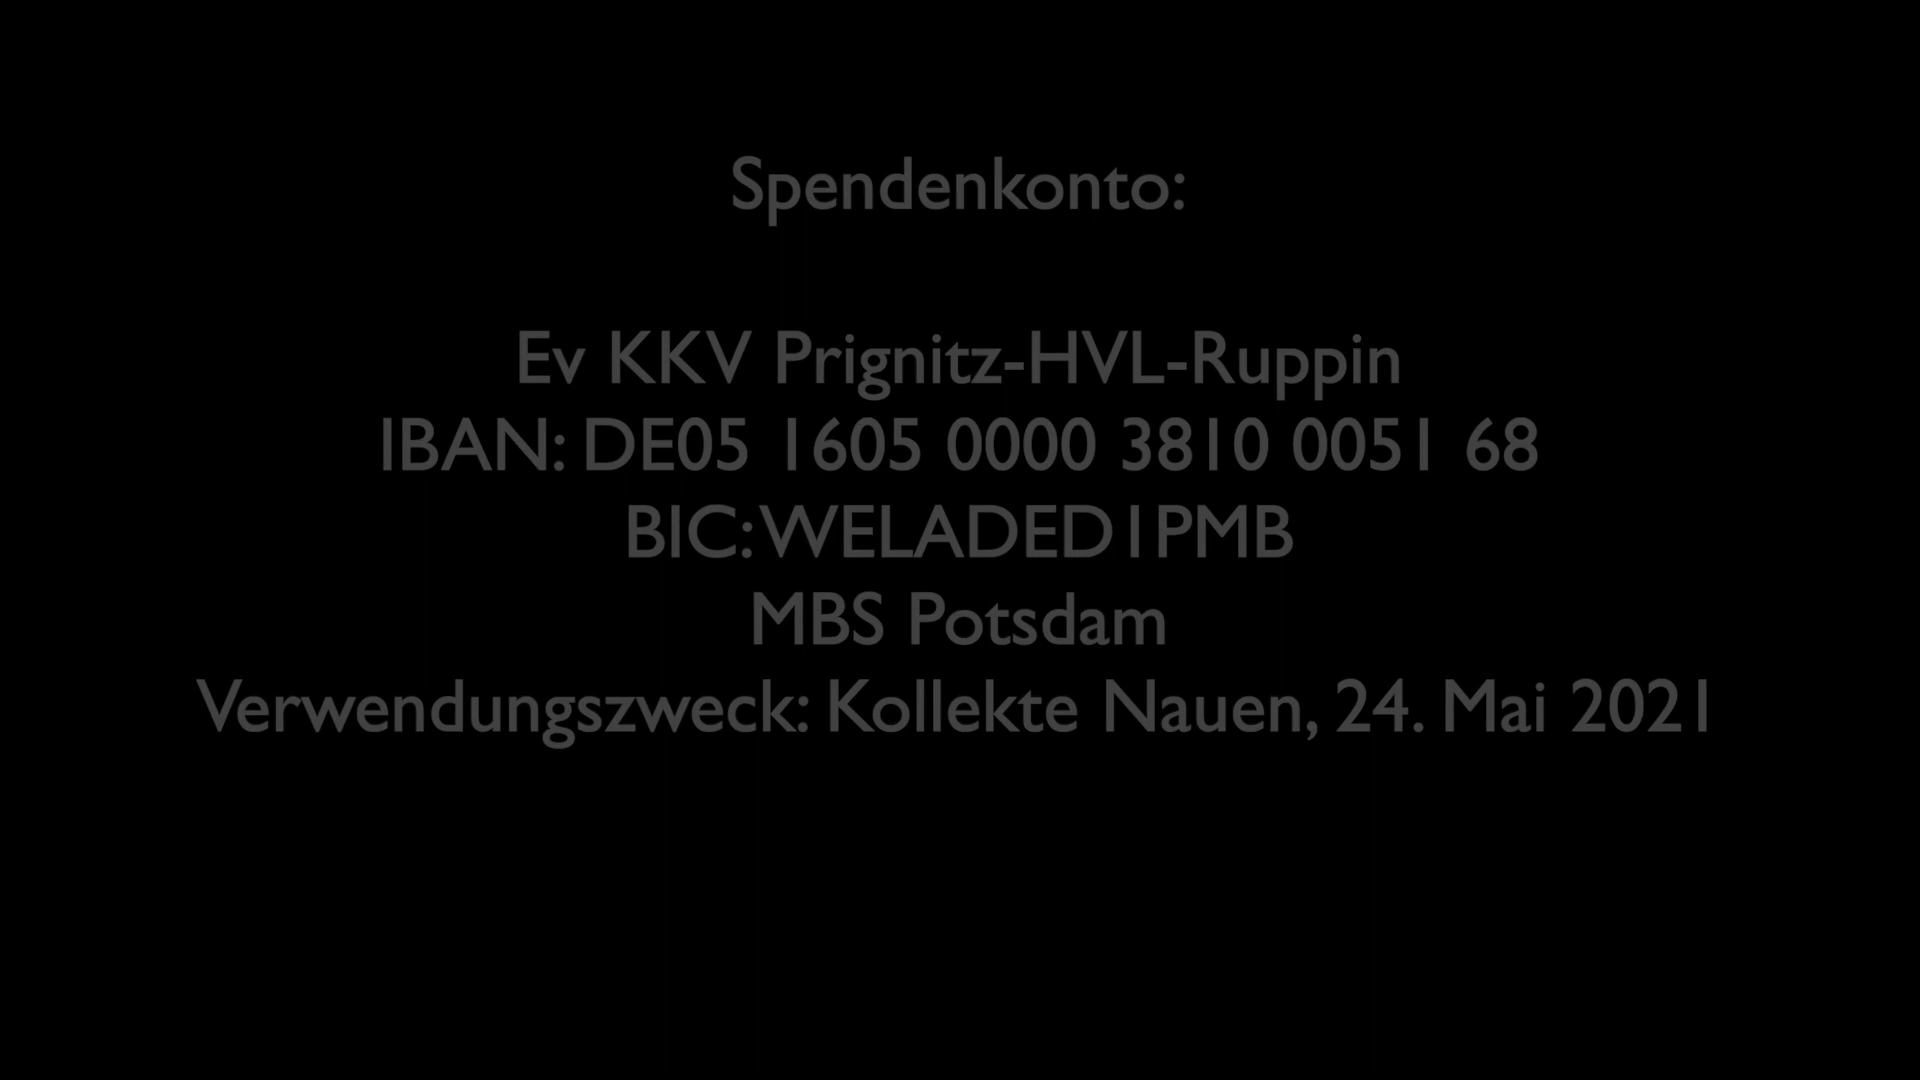 Spendenkonto:
Ev KKV Prignitz-HVL-Ruppin
IBAN: DE05 1605 0000 3810 0051 68
BIC: WELADED1PMB
MBS Potsdam
Verwendungszweck: Kollekte Nauen, 24. Mai 2021